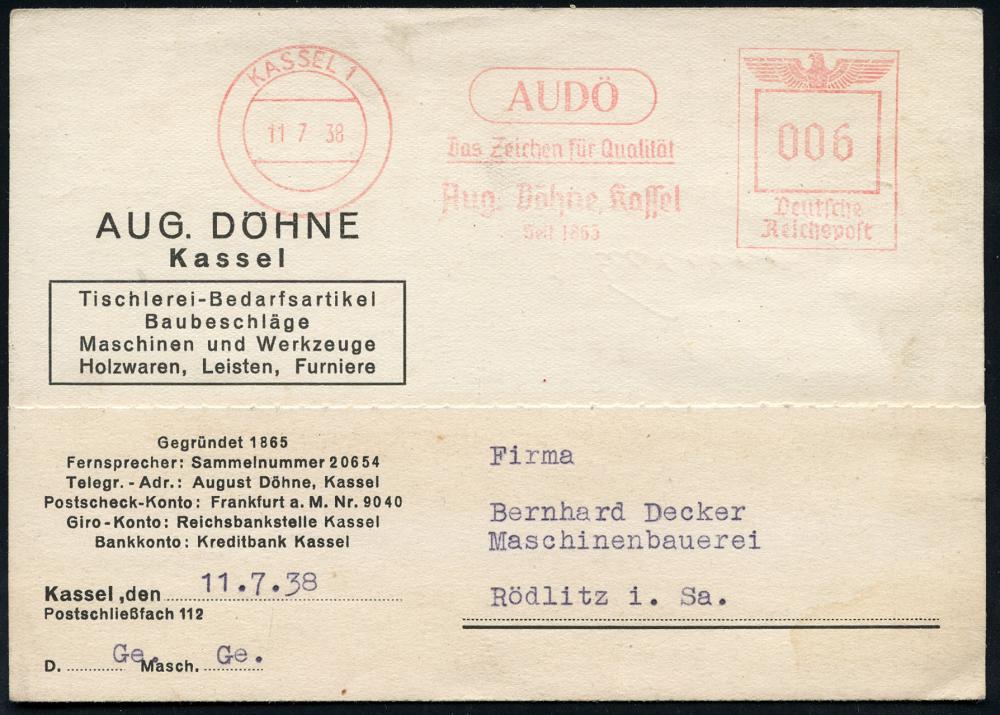 KASSEL 1
11 7 38
AUDÖ
Das Zeichen für Qualität
Aug. Döhne, Kassel
Seit 1865
006
Deutsche
Reichspost
AUG. DÖHNE
Kassel
Tischlerei-Bedarfsartikel
Baubeschläge
Maschinen und Werkzeuge
Holzwaren, Leisten, Furniere
Gegründet 1865
Fernsprecher: Sammelnummer 20654
Telegr.-Adr.: August Döhne, Kassel
Postscheck-Konto: Frankfurt a. M. Nr. 9040
Giro-Konto: Reichsbankstelle Kassel
Bankkonto: Kreditbank Kassel
Kassel, den 11.7.38
Postschließfach 112
D. Ge. Masch. Ge.
Firma
Bernhard Decker
Maschinenbauerei
Rödlitz i. Sa.